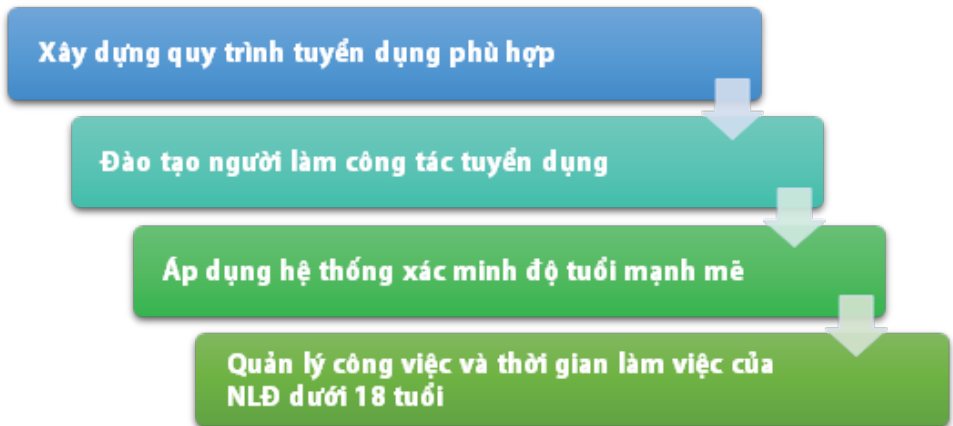 Xây dựng quy trình tuyển dụng phù hợp
Đào tạo người làm công tác tuyển dụng
Áp dụng hệ thống xác minh độ tuổi mạnh mẽ
Quản lý công việc và thời gian làm việc của
NLĐ dưới 18 tuổi